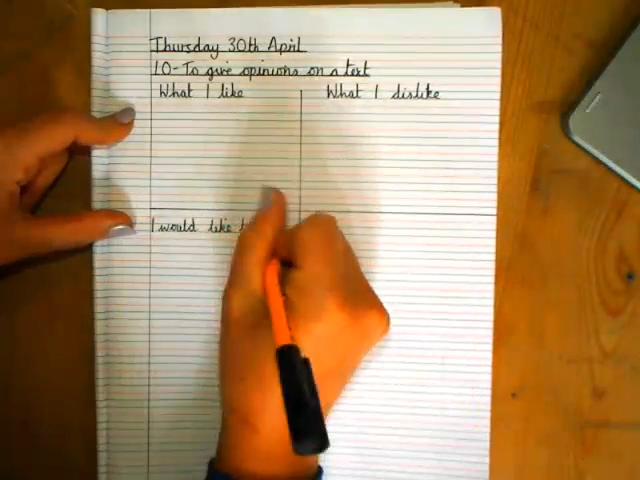 Thursday 30th April
LO-To give opinions on a text
What I like What I dislike
I would like t